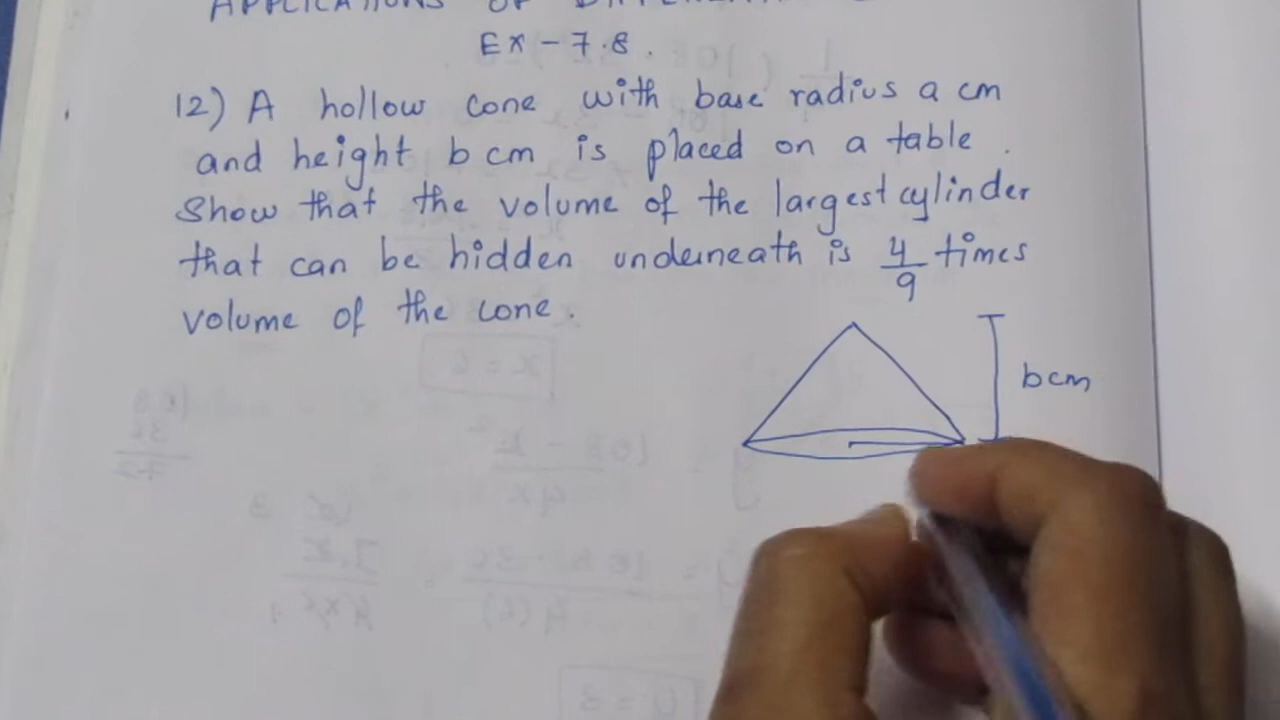 APPLICATIONS OF
Ex - 7.8.
12) A hollow cone with base radius a cm
and height b cm is placed on a table.
Show that the volume of the largest cylinder
that can be hidden underneath is 4/9 times
volume of the cone.
b cm